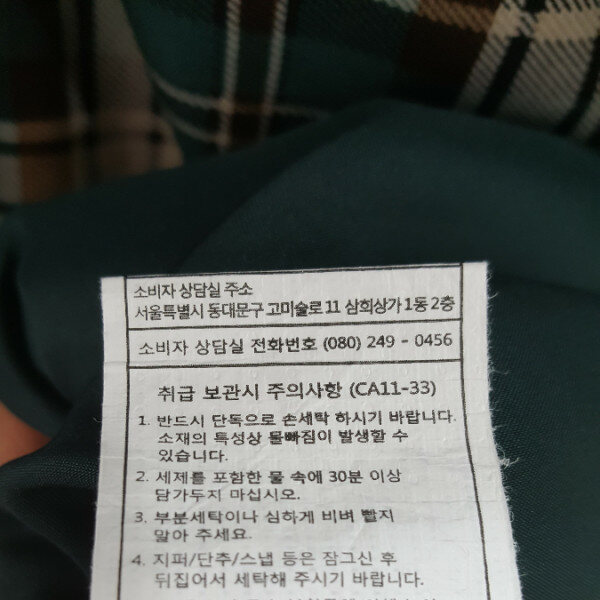 소비자 상담실 주소
서울특별시 동대문구 고미술로 11 삼희상가 1동 2층
소비자 상담실 전화번호 (080) 249 - 0456
취급 보관시 주의사항 (CA11-33)
1. 반드시 단독으로 손세탁 하시기 바랍니다.
소재의 특성상 물빠짐이 발생할 수
있습니다.
2. 세제를 포함한 물 속에 30분 이상
담가두지 마십시오.
3. 부분세탁이나 심하게 비벼 빨지
말아 주세요.
4. 지퍼/단추/스냅 등은 잠그신 후
뒤집어서 세탁해 주시기 바랍니다.